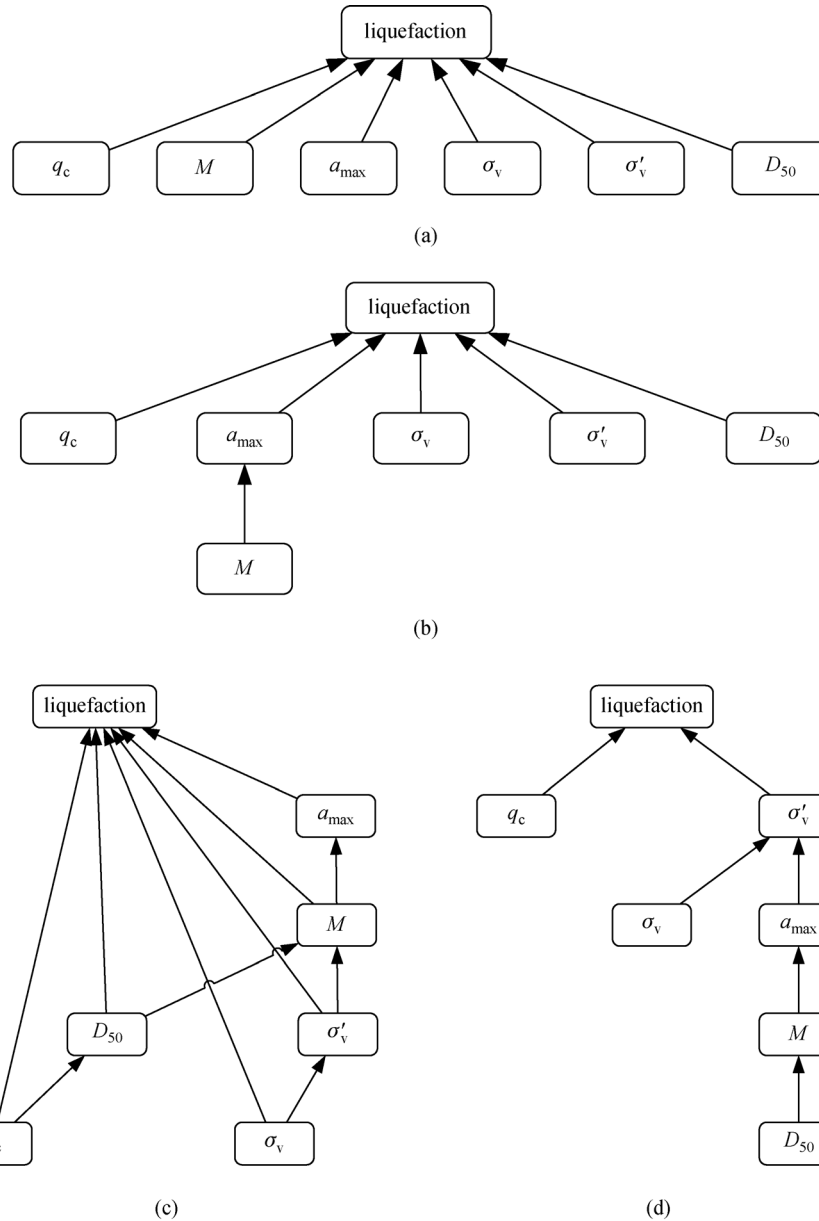 liquefaction
q_c M a_max σ_v σ′_v D_50
(a)
liquefaction
q_c a_max σ_v σ′_v D_50
M
(b)
liquefaction liquefaction
a_max q_c σ′_v
M σ_v a_max
D_50 σ′_v M
σ_v D_50
(c) (d)